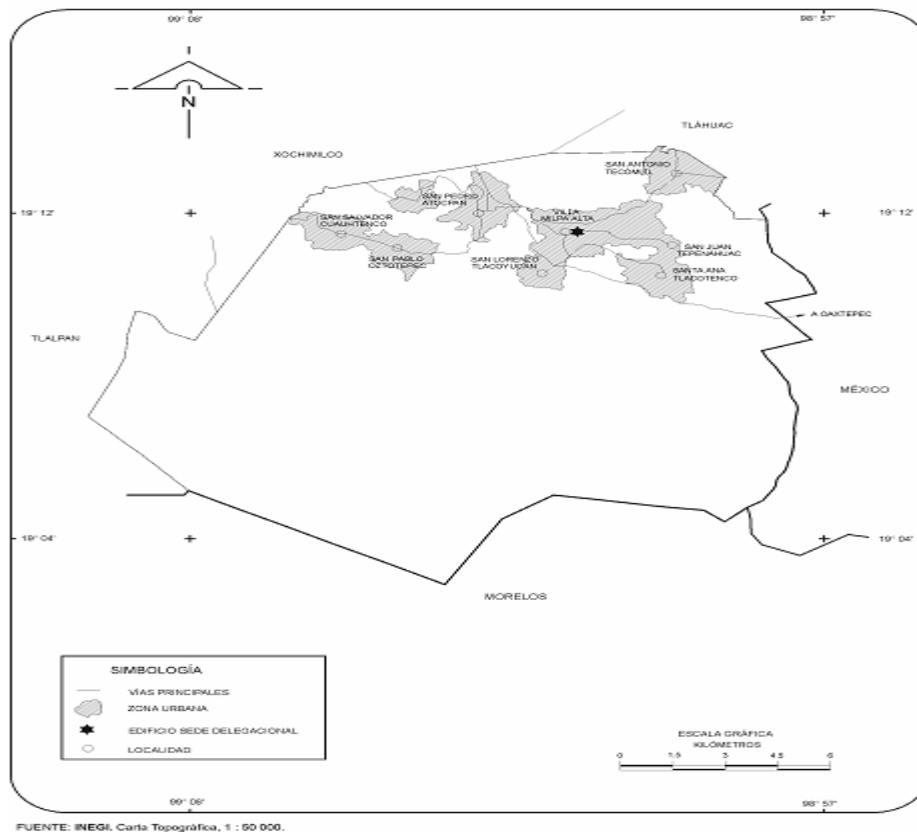 99° 08'
98° 57'
N
TLÁHUAC
XOCHIMILCO
SAN ANTONIO
TECOMITL
SAN PEDRO
ATOCPAN
19° 12'
19° 12'
SAN SALVADOR
CUAUHTENCO
VILLA
MILPA ALTA
SAN PABLO
OZTOTEPEC
SAN LORENZO
TLACOYUCAN
SAN JUAN
TEPENAHUAC
SANTA ANA
TLACOTENCO
A OAXTEPEC
TLALPAN
MÉXICO
19° 04'
19° 04'
MORELOS
SIMBOLOGÍA
VÍAS PRINCIPALES
ZONA URBANA
EDIFICIO SEDE DELEGACIONAL
LOCALIDAD
ESCALA GRÁFICA
KILÓMETROS
0 1.5 3 4.5 6
99° 08'
98° 57'
FUENTE: INEGI. Carta Topográfica, 1 : 50 000.